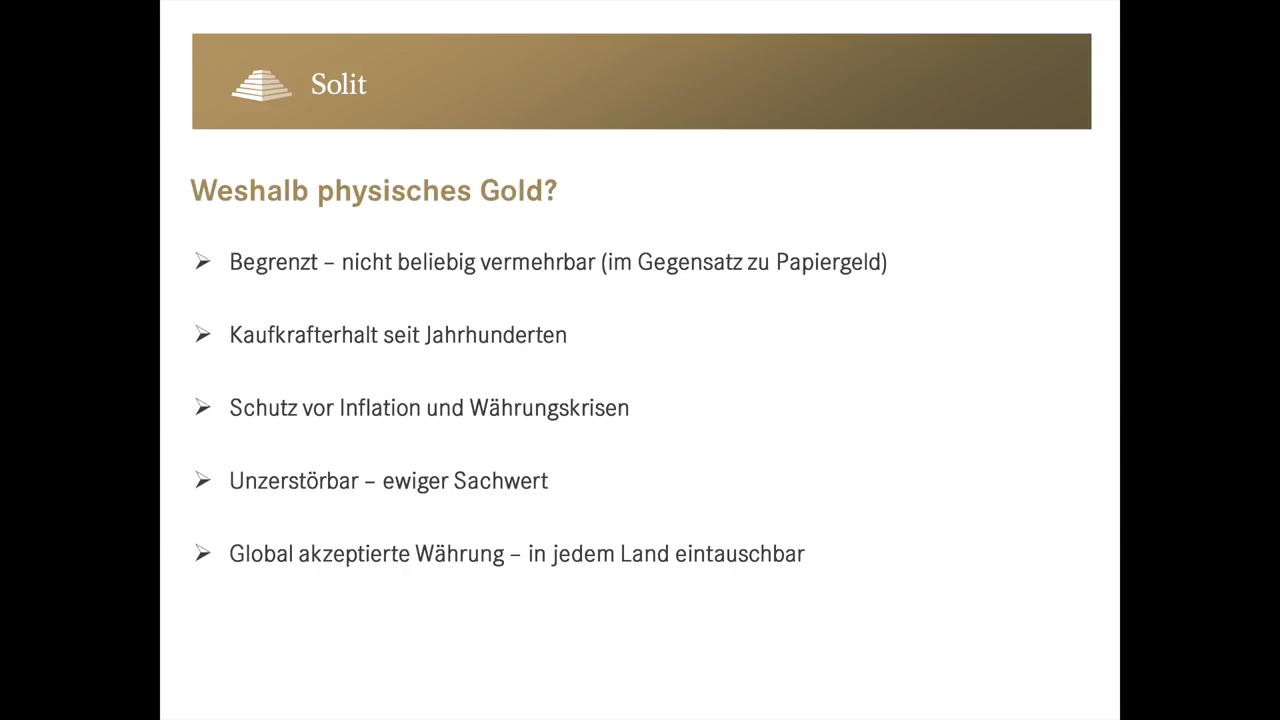 Solit
Weshalb physisches Gold?
➢ Begrenzt – nicht beliebig vermehrbar (im Gegensatz zu Papiergeld)
➢ Kaufkrafterhalt seit Jahrhunderten
➢ Schutz vor Inflation und Währungskrisen
➢ Unzerstörbar – ewiger Sachwert
➢ Global akzeptierte Währung – in jedem Land eintauschbar